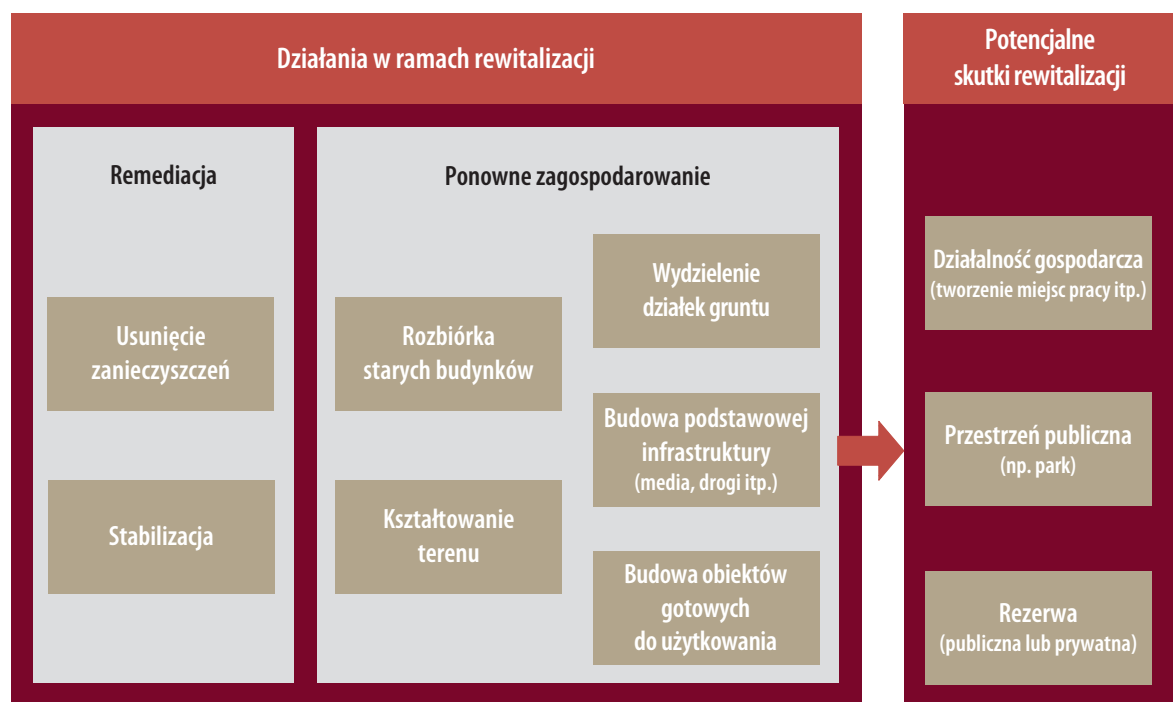 Działania w ramach rewitalizacji
Remediacja
Usunięcie
zanieczyszczeń
Stabilizacja
Ponowne zagospodarowanie
Rozbiórka
starych budynków
Kształtowanie
terenu
Wydzielenie
działek gruntu
Budowa podstawowej
infrastruktury
(media, drogi itp.)
Budowa obiektów
gotowych
do użytkowania
Potencjalne
skutki rewitalizacji
Działalność gospodarcza
(tworzenie miejsc pracy itp.)
Przestrzeń publiczna
(np. park)
Rezerwa
(publiczna lub prywatna)